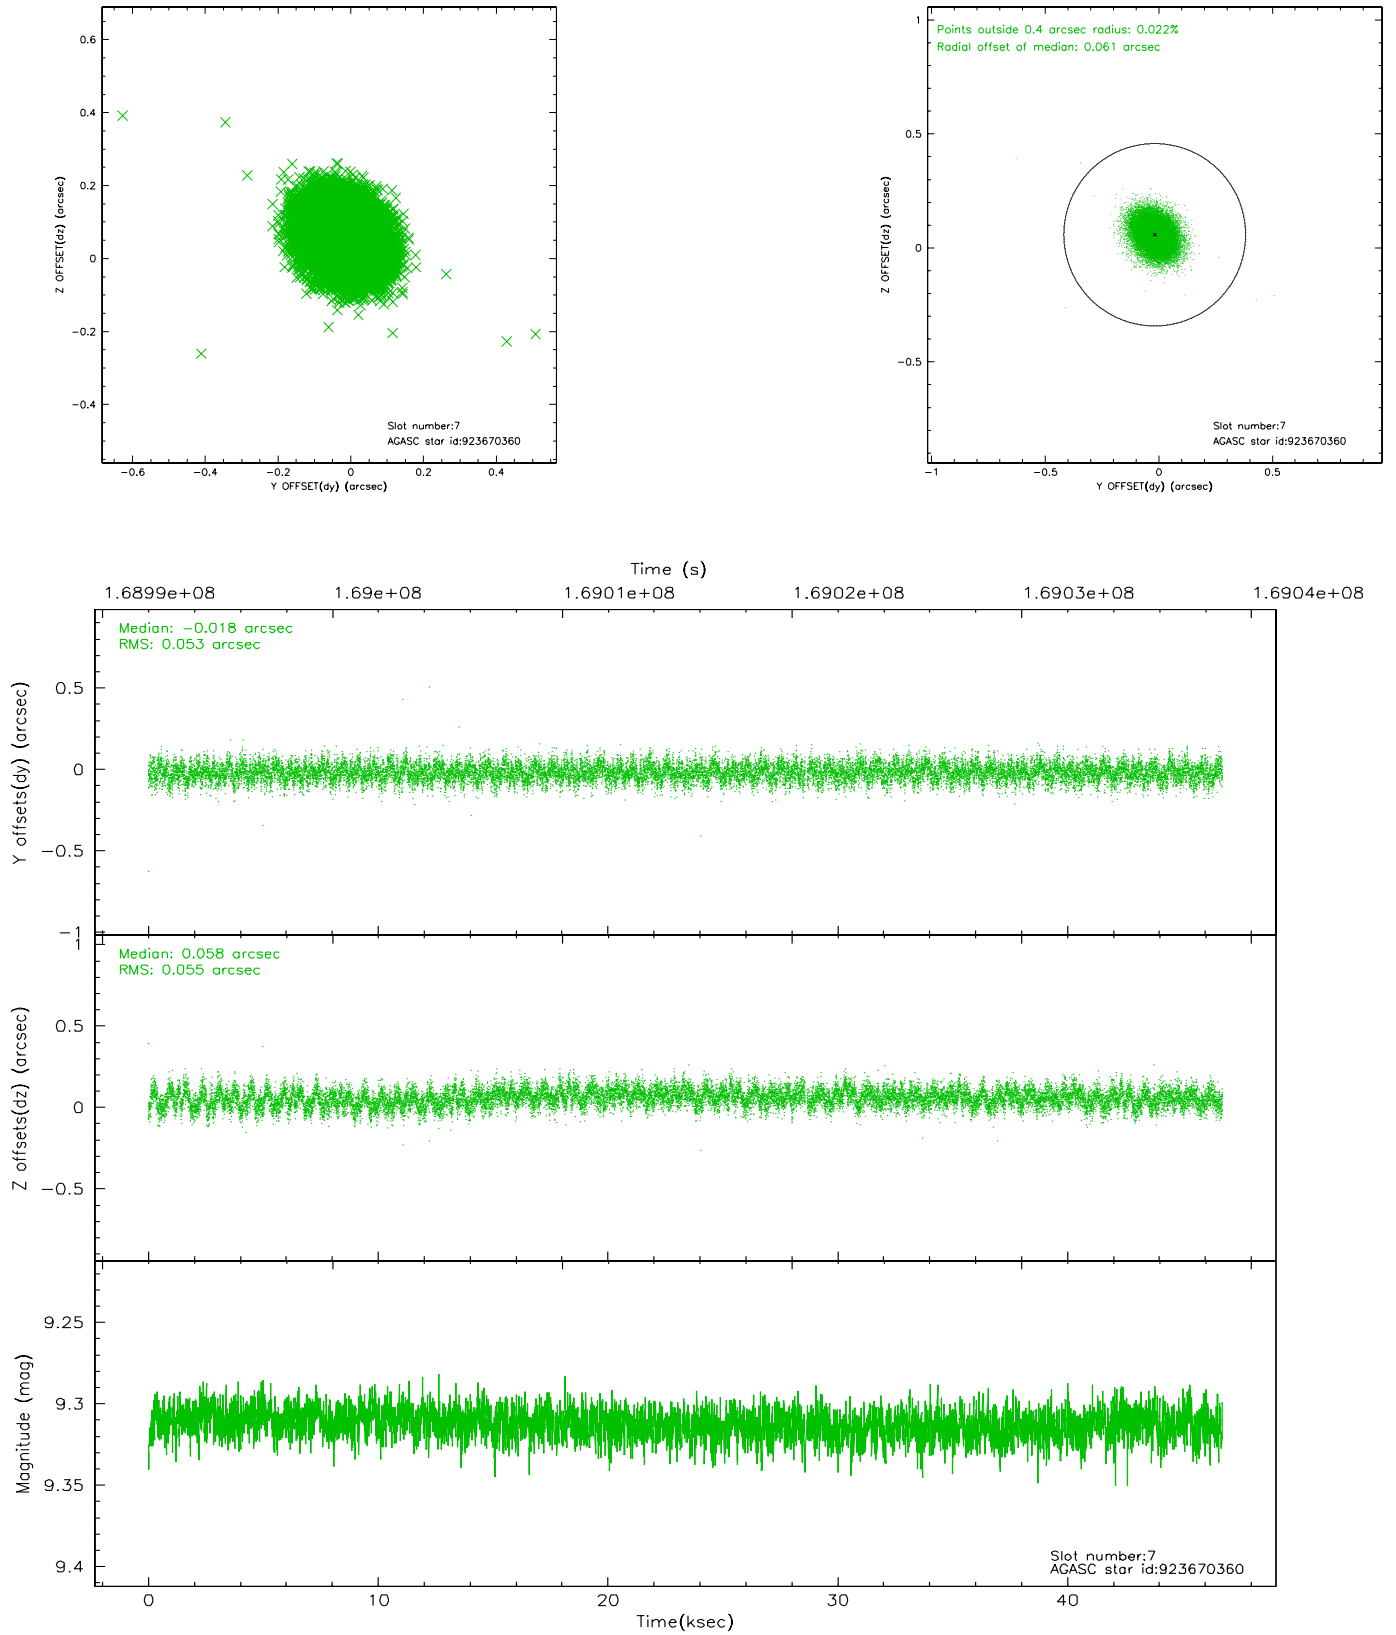 0.6
0.4
0.2
0
−0.2
−0.4
Z OFFSET(dz) (arcsec)
Slot number:7
AGASC star id:923670360
−0.6 −0.4 −0.2 0 0.2 0.4
Y OFFSET(dy) (arcsec)
Points outside 0.4 arcsec radius: 0.022%
Radial offset of median: 0.061 arcsec
1
0.5
0
−0.5
Z OFFSET(dz) (arcsec)
Slot number:7
AGASC star id:923670360
−1 −0.5 0 0.5
Y OFFSET(dy) (arcsec)
Time (s)
1.6899e+08 1.69e+08 1.6901e+08 1.6902e+08 1.6903e+08 1.6904e+08
Median: −0.018 arcsec
RMS: 0.053 arcsec
0.5
0
−0.5
−1
Y offsets(dy) (arcsec)
Median: 0.058 arcsec
RMS: 0.055 arcsec
1
0.5
0
−0.5
Z offsets(dz) (arcsec)
9.25
9.3
9.35
9.4
Magnitude (mag)
Slot number:7
AGASC star id:923670360
0 10 20 30 40
Time(ksec)